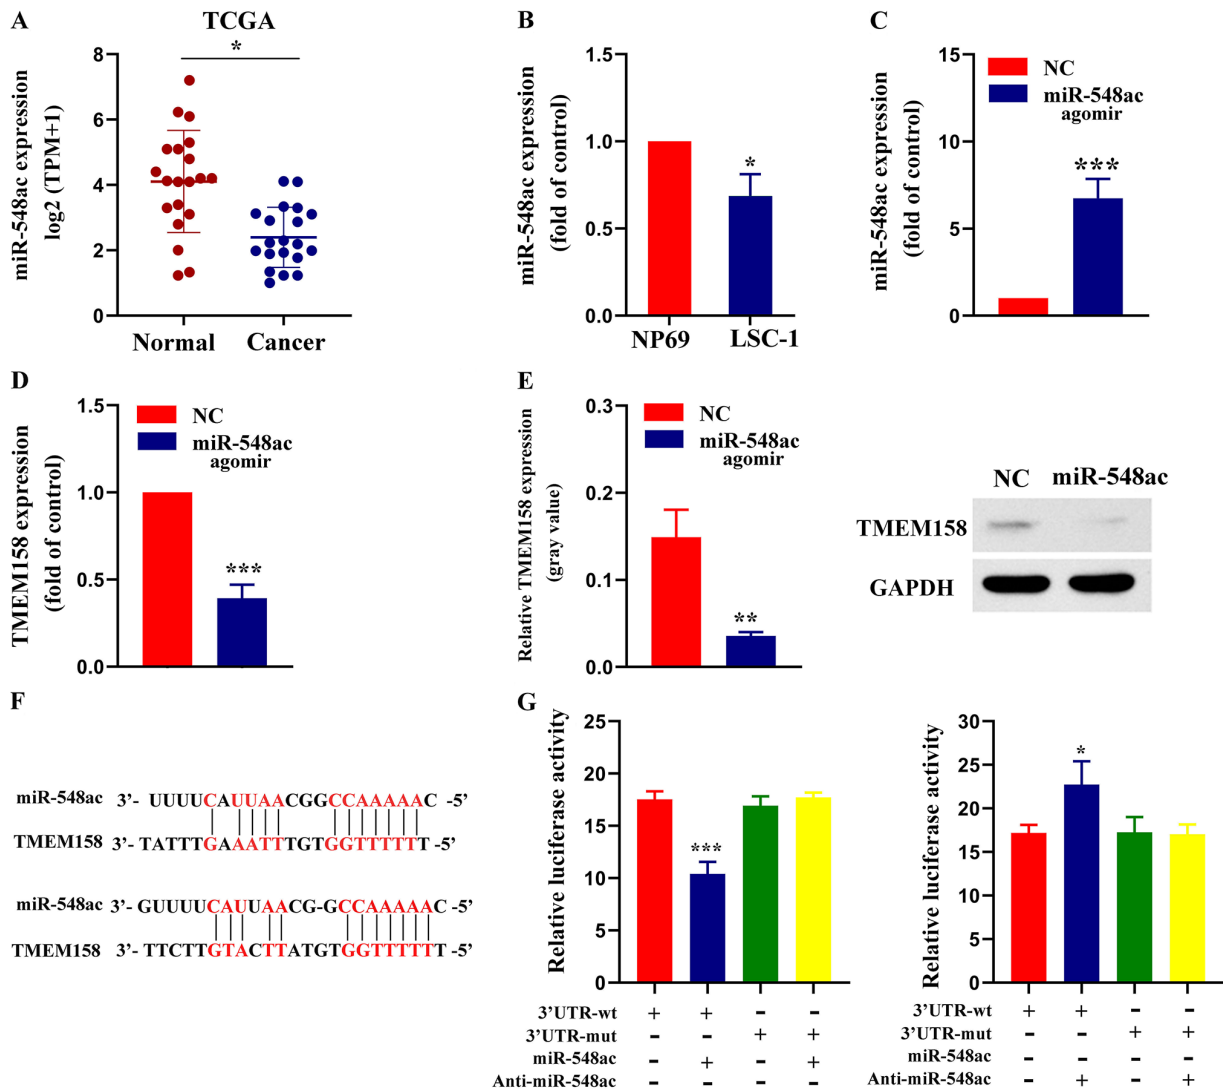 A
TCGA
*
miR-548ac expression
log2 (TPM+1)
8
6
4
2
0
Normal
Cancer
B
miR-548ac expression
(fold of control)
1.5
1.0
0.5
0.0
*
NP69
LSC-1
C
miR-548ac expression
(fold of control)
15
10
5
0
NC
miR-548ac
agomir
***
D
TMEM158 expression
(fold of control)
1.5
1.0
0.5
0.0
NC
miR-548ac
agomir
***
E
Relative TMEM158 expression
(gray value)
0.3
0.2
0.1
0.0
NC
miR-548ac
agomir
**
NC miR-548ac
TMEM158
GAPDH
F
miR-548ac 3’- UUUUCAUUAACGGCCAAAAAC -5’
TMEM158 3’- TATTTGAAATTTGTGGTTTTTT -5’
miR-548ac 3’- GUUUUCAUUAACG-GCCAAAAAC -5’
TMEM158 3’- TTCTTGTACTTATGTGGTTTTTT -5’
G
Relative luciferase activity
25
20
15
10
5
0
***
3’UTR-wt + + - -
3’UTR-mut - - + +
miR-548ac - + - +
Anti-miR-548ac - - - -
Relative luciferase activity
30
25
20
15
10
5
0
*
3’UTR-wt + + - -
3’UTR-mut - - + +
miR-548ac - - - -
Anti-miR-548ac - + - +